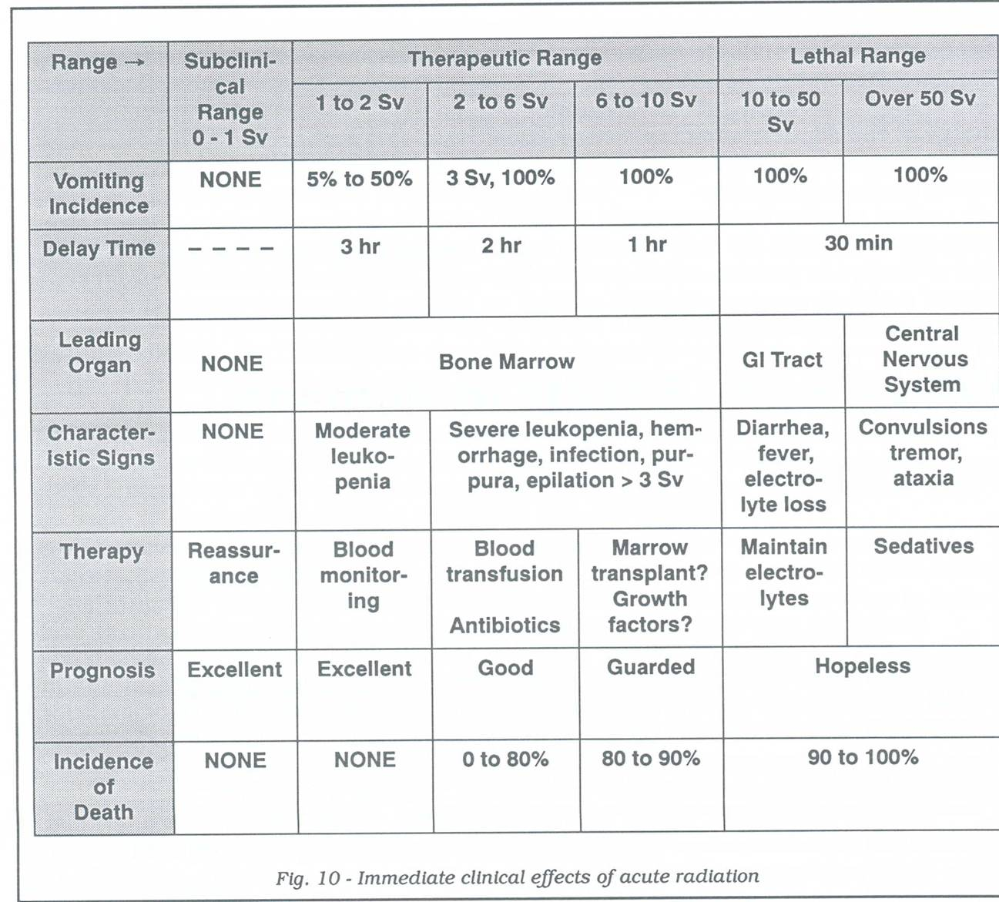 Range →
Subclini-
cal
Range
0 - 1 Sv
Therapeutic Range
Lethal Range
1 to 2 Sv
2 to 6 Sv
6 to 10 Sv
10 to 50
Sv
Over 50 Sv
Vomiting
Incidence
NONE
5% to 50%
3 Sv, 100%
100%
100%
100%
Delay Time
– – – –
3 hr
2 hr
1 hr
30 min
Leading
Organ
NONE
Bone Marrow
GI Tract
Central
Nervous
System
Character-
istic Signs
NONE
Moderate
leuko-
penia
Severe leukopenia, hem-
orrhage, infection, pur-
pura, epilation > 3 Sv
Diarrhea,
fever,
electro-
lyte loss
Convulsions
tremor,
ataxia
Therapy
Reassur-
ance
Blood
monitor-
ing
Blood
transfusion
Antibiotics
Marrow
transplant?
Growth
factors?
Maintain
electro-
lytes
Sedatives
Prognosis
Excellent
Excellent
Good
Guarded
Hopeless
Incidence
of
Death
NONE
NONE
0 to 80%
80 to 90%
90 to 100%
Fig. 10 - Immediate clinical effects of acute radiation